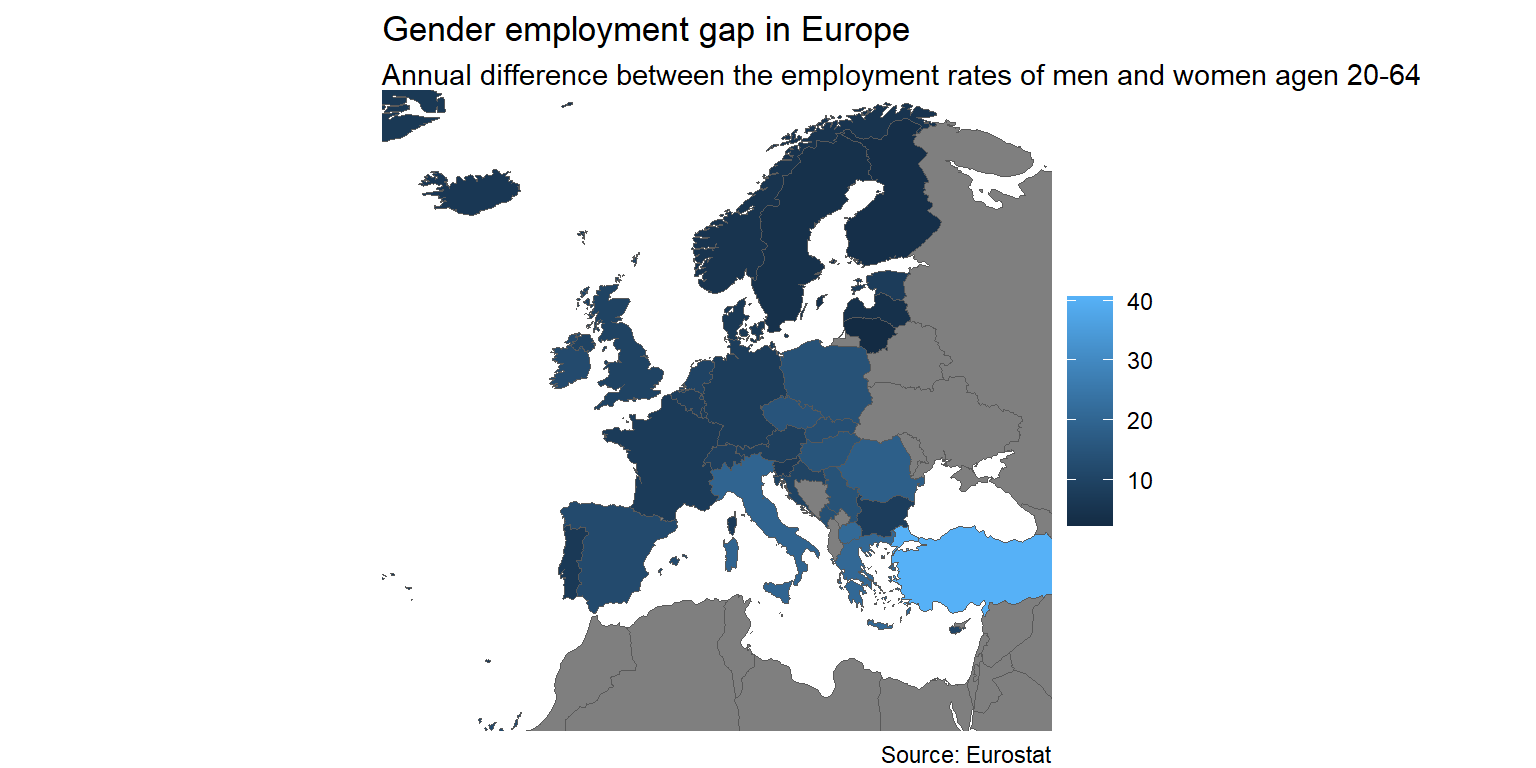 Gender employment gap in Europe
Annual difference between the employment rates of men and women agen 20-64
40
30
20
10
Source: Eurostat